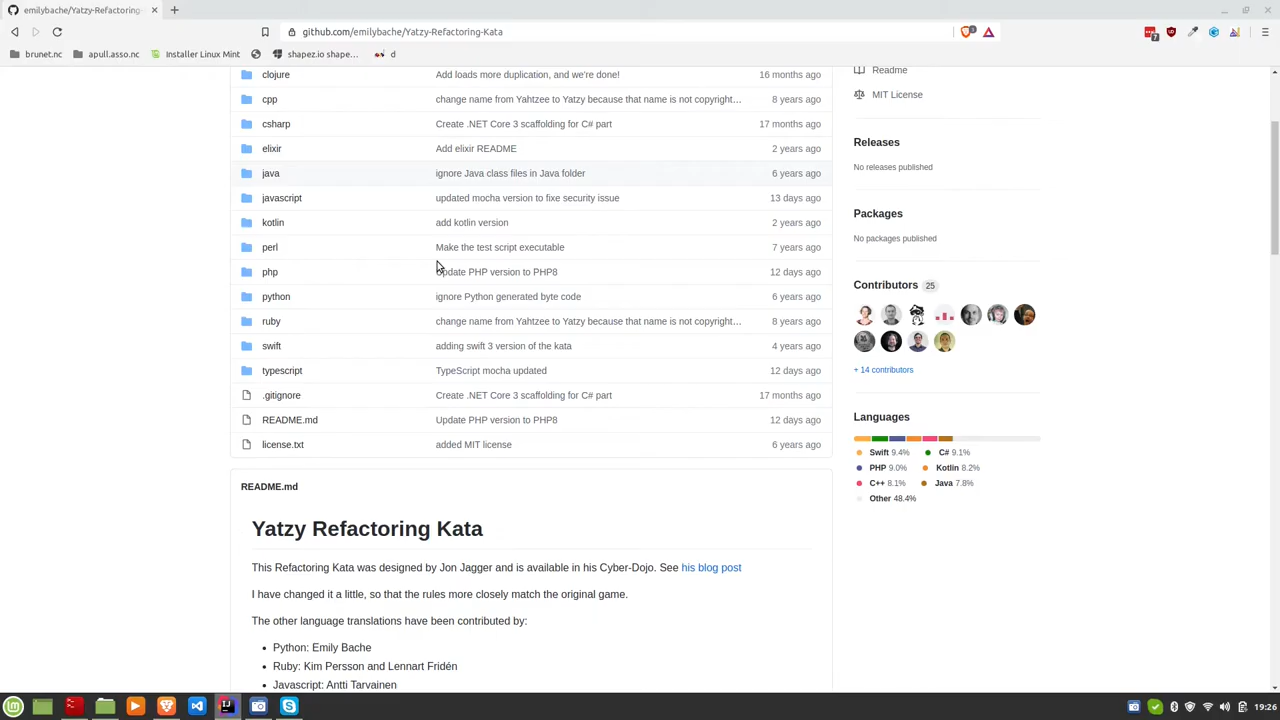 emilybache/Yatzy-Refactoring
github.com/emilybache/Yatzy-Refactoring-Kata
brunet.nc
apull.asso.nc
Installer Linux Mint
shapez.io shape...
d
clojure Add loads more duplication, and we're done! 16 months ago
cpp change name from Yahtzee to Yatzy because that name is not copyright... 8 years ago
csharp Create .NET Core 3 scaffolding for C# part 17 months ago
elixir Add elixir README 2 years ago
java ignore Java class files in Java folder 6 years ago
javascript updated mocha version to fixe security issue 13 days ago
kotlin add kotlin version 2 years ago
perl Make the test script executable 7 years ago
php Update PHP version to PHP8 12 days ago
python ignore Python generated byte code 6 years ago
ruby change name from Yahtzee to Yatzy because that name is not copyright... 8 years ago
swift adding swift 3 version of the kata 4 years ago
typescript TypeScript mocha updated 12 days ago
.gitignore Create .NET Core 3 scaffolding for C# part 17 months ago
README.md Update PHP version to PHP8 12 days ago
license.txt added MIT license 6 years ago
README.md
Yatzy Refactoring Kata
This Refactoring Kata was designed by Jon Jagger and is available in his Cyber-Dojo. See his blog post
I have changed it a little, so that the rules more closely match the original game.
The other language translations have been contributed by:
Python: Emily Bache
Ruby: Kim Persson and Lennart Fridén
Javascript: Antti Tarvainen
Readme
MIT License
Releases
No releases published
Packages
No packages published
Contributors 25
+ 14 contributors
Languages
Swift 9.4% C# 9.1%
PHP 9.0% Kotlin 8.2%
C++ 8.1% Java 7.8%
Other 48.4%
19:26